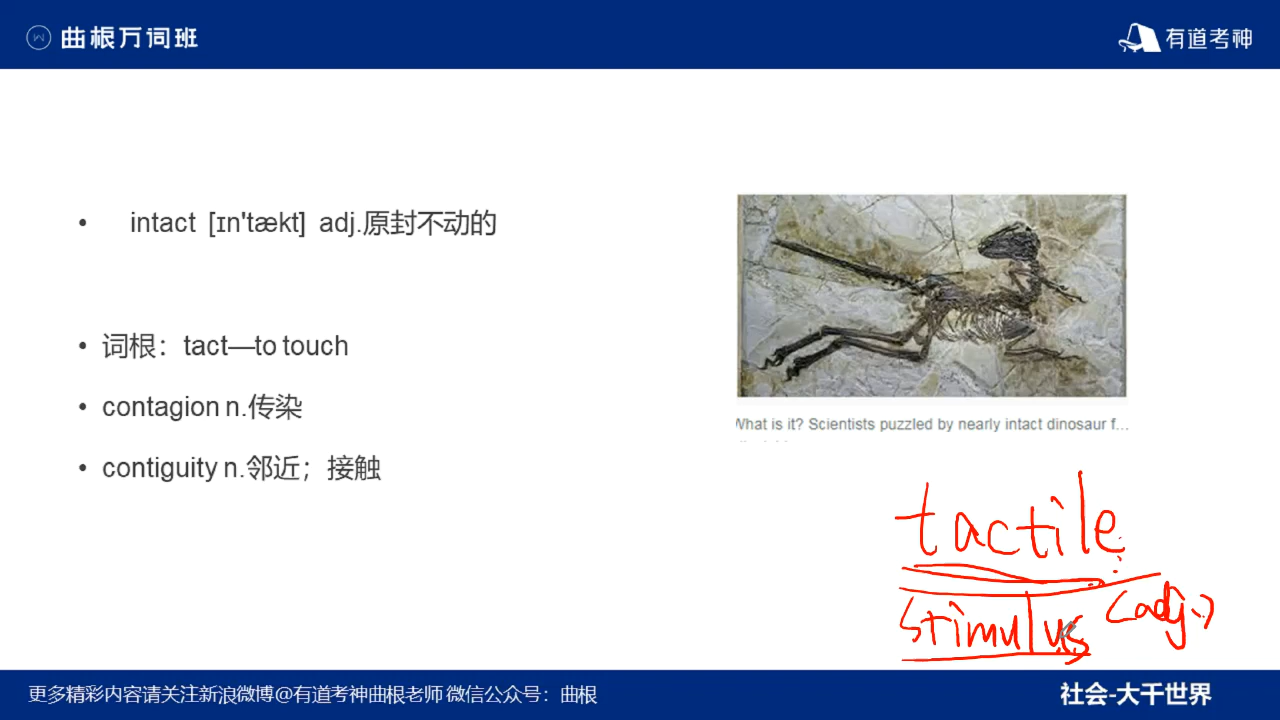 曲根万词班
有道考神
intact [ɪn'tækt] adj.原封不动的
词根：tact—to touch
contagion n.传染
contiguity n.邻近；接触
What is it? Scientists puzzled by nearly intact dinosaur f...
tactile
(adj.)
stimulus
更多精彩内容请关注新浪微博@有道考神曲根老师 微信公众号：曲根
社会-大千世界